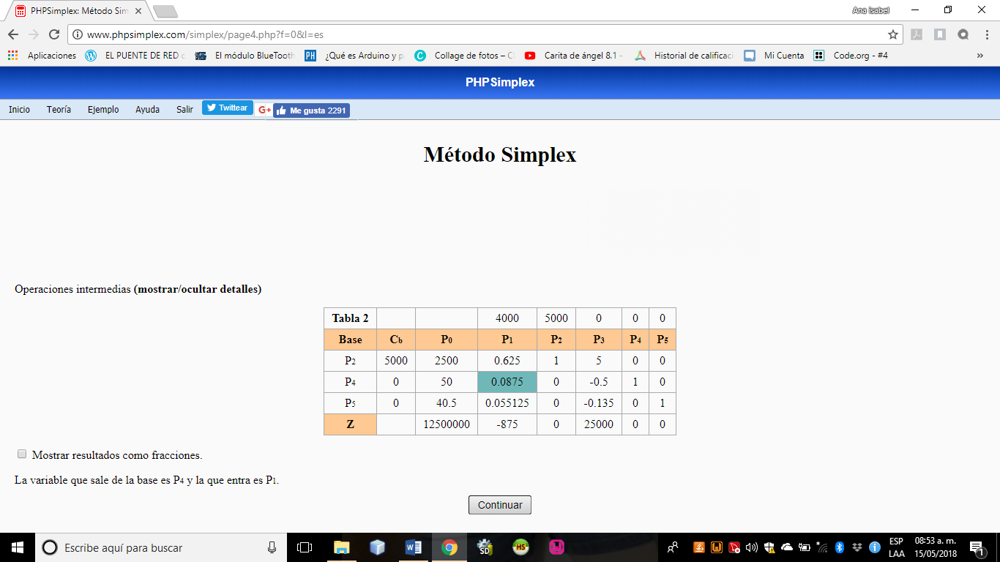 PHPSimplex: Método Sim
Ana isabel
www.phpsimplex.com/simplex/page4.php?f=0&l=es
Aplicaciones EL PUENTE DE RED c El módulo BlueTooth PH ¿Qué es Arduino y p Collage de fotos – C Carita de ángel 8.1 - Historial de calificaci Mi Cuenta Code.org - #4 »
PHPSimplex
Inicio Teoría Ejemplo Ayuda Salir Twittear G+ Me gusta 2291
Método Simplex
Operaciones intermedias (mostrar/ocultar detalles)
Tabla 2 4000 5000 0 0 0
Base Cb P0 P1 P2 P3 P4 P5
P2 5000 2500 0.625 1 5 0 0
P4 0 50 0.0875 0 -0.5 1 0
P5 0 40.5 0.055125 0 -0.135 0 1
Z 12500000 -875 0 25000 0 0
Mostrar resultados como fracciones.
La variable que sale de la base es P4 y la que entra es P1.
Continuar
Escribe aquí para buscar
SD
HS
ESP
LAA
08:53 a. m.
15/05/2018
1